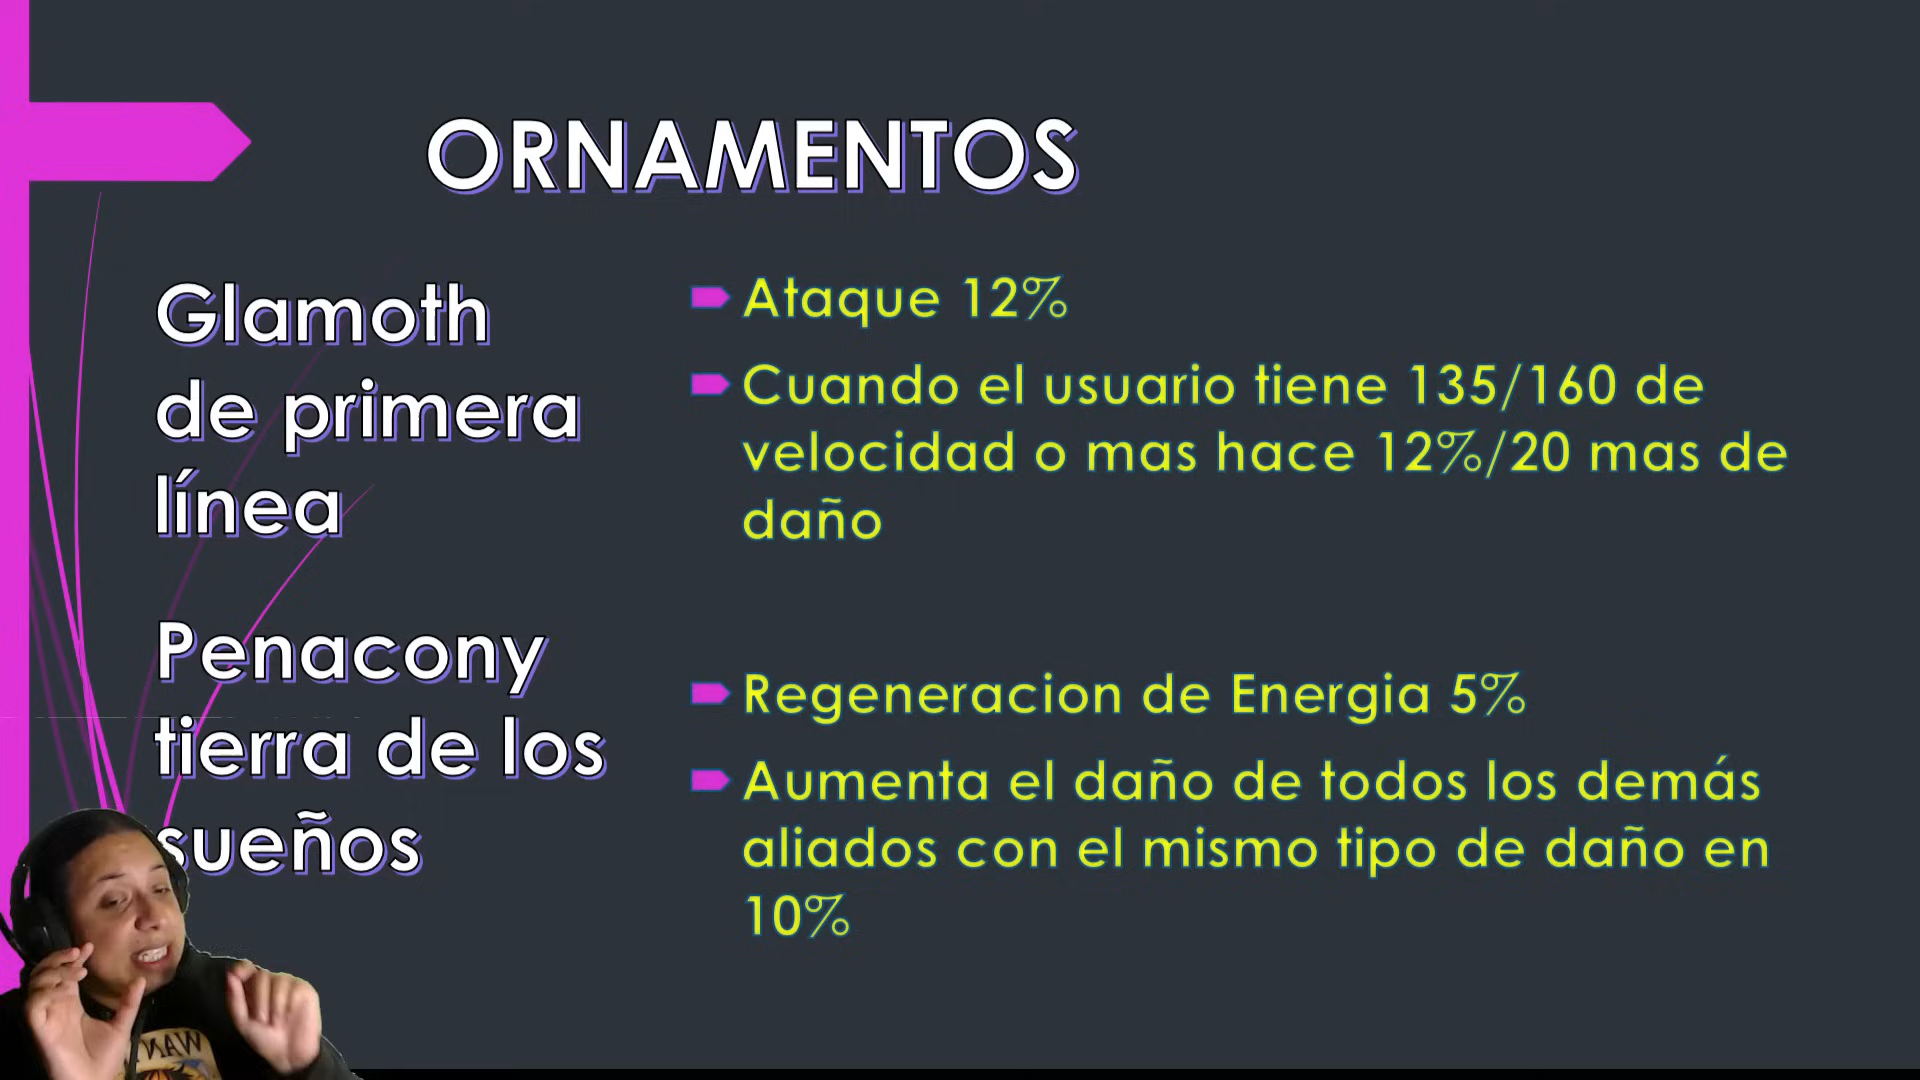 ORNAMENTOS
Glamoth
de primera
línea
Ataque 12%
Cuando el usuario tiene 135/160 de
velocidad o mas hace 12%/20 mas de
daño
Penacony
tierra de los
sueños
Regeneracion de Energia 5%
Aumenta el daño de todos los demás
aliados con el mismo tipo de daño en
10%